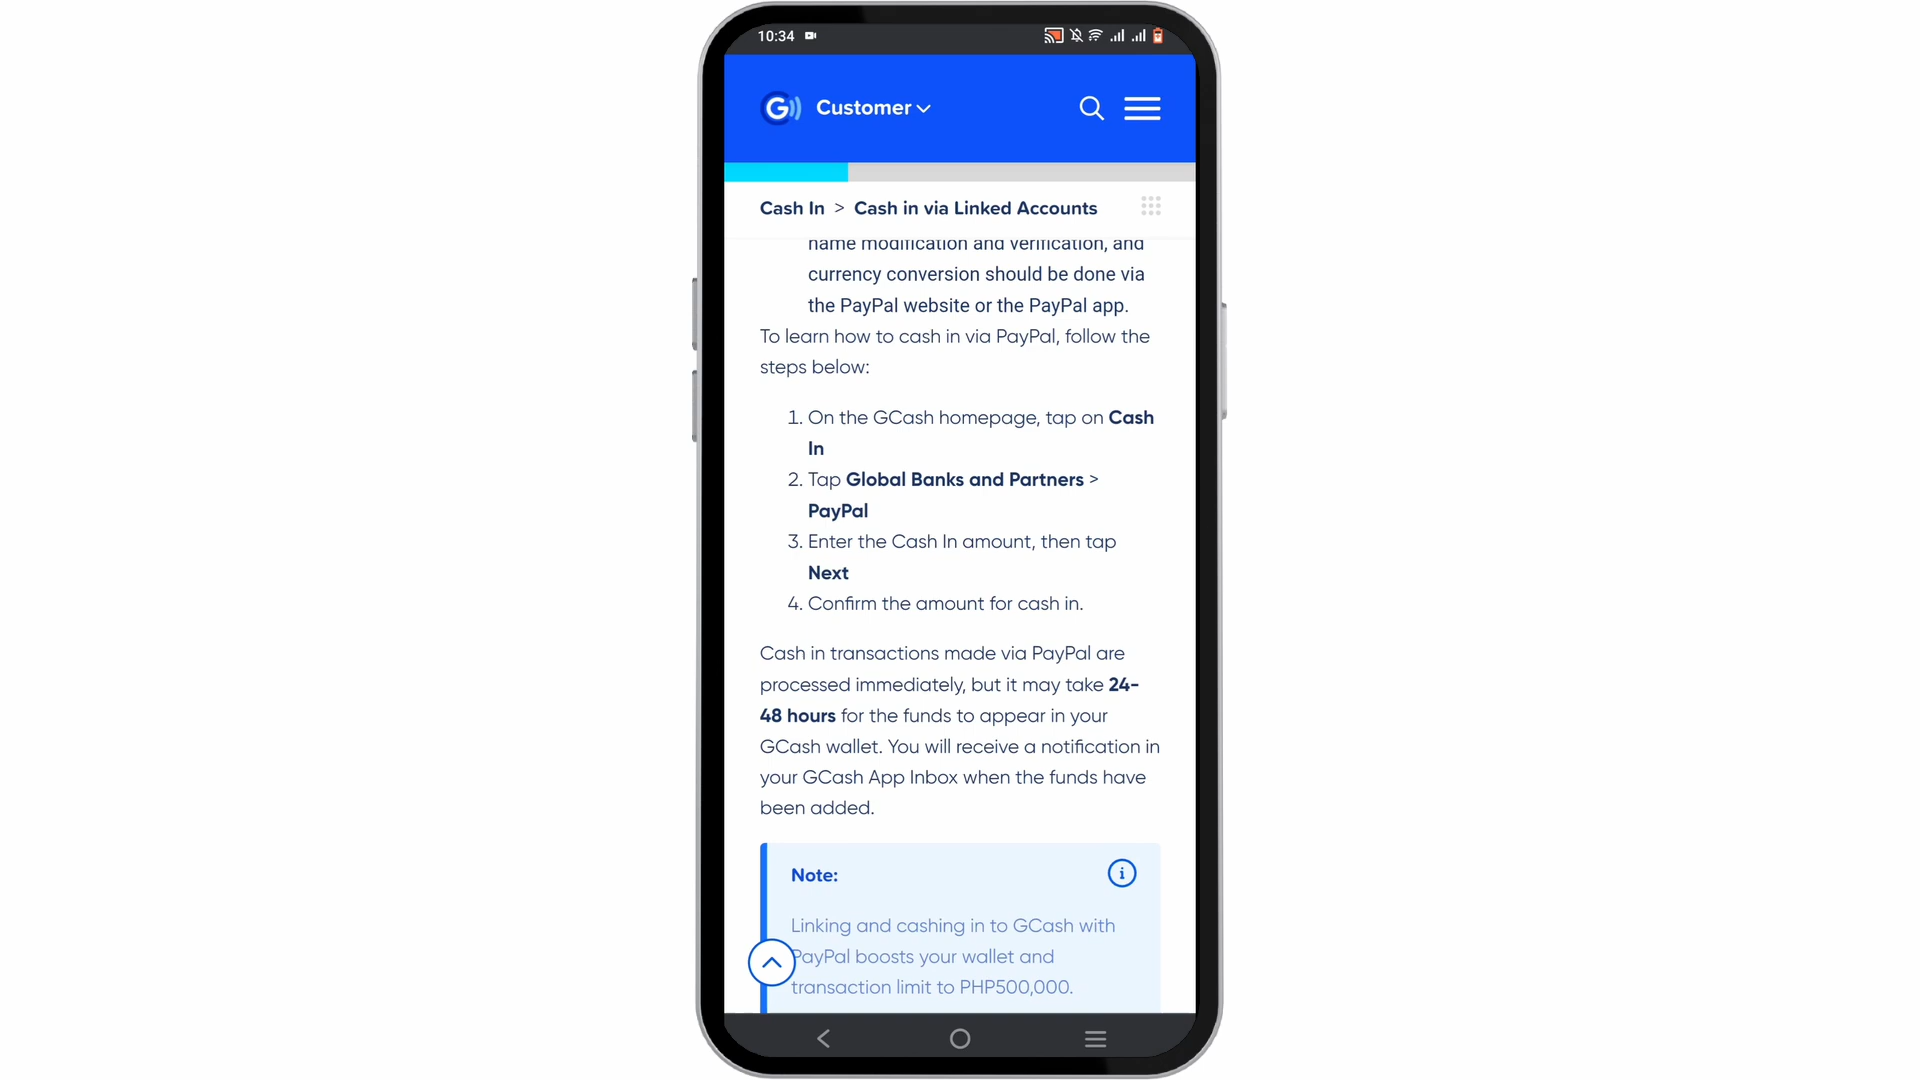 10:34
G
Customer
Cash In > Cash in via Linked Accounts
name modification and verification, and
currency conversion should be done via
the PayPal website or the PayPal app.
To learn how to cash in via PayPal, follow the
steps below:
1. On the GCash homepage, tap on Cash
In
2. Tap Global Banks and Partners >
PayPal
3. Enter the Cash In amount, then tap
Next
4. Confirm the amount for cash in.
Cash in transactions made via PayPal are
processed immediately, but it may take 24-
48 hours for the funds to appear in your
GCash wallet. You will receive a notification in
your GCash App Inbox when the funds have
been added.
Note:
Linking and cashing in to GCash with
PayPal boosts your wallet and
transaction limit to PHP500,000.